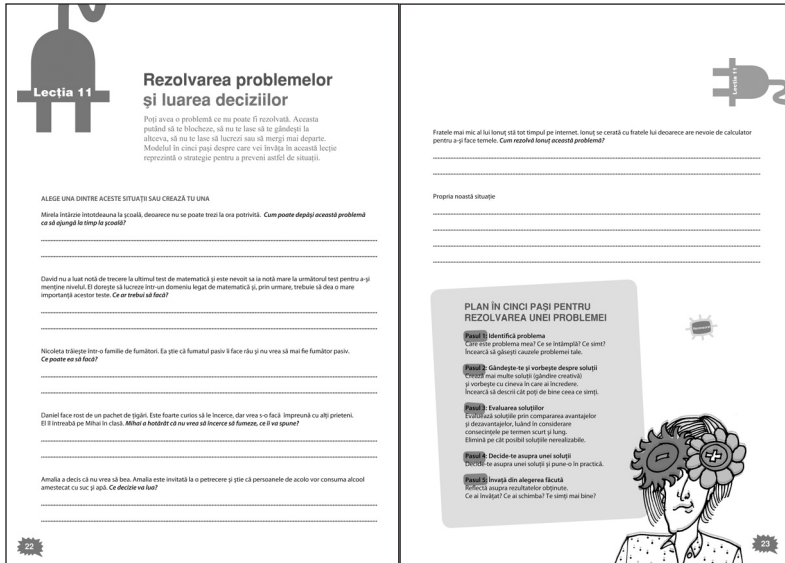 Lecția 11
Rezolvarea problemelor
și luarea deciziilor
Poți avea o problemă ce nu poate fi rezolvată. Aceasta
putând să te blocheze, să nu te lase să te gândești la
altceva, să nu te lase să lucrezi sau să mergi mai departe.
Modelul în cinci pași despre care vei învăța în această lecție
reprezintă o strategie pentru a preveni astfel de situații.
ALEGE UNA DINTRE ACESTE SITUAȚII SAU CREAZĂ TU UNA
Mirela întârzie întotdeauna la școală, deoarece nu se poate trezi la ora potrivită. Cum poate depăși această problemă
ca să ajungă la timp la școală?
David nu a luat notă de trecere la ultimul test de matematică și este nevoit sa ia notă mare la următorul test pentru a-și
menține nivelul. El dorește să lucreze într-un domeniu legat de matematică și, prin urmare, trebuie să dea o mare
importanță acestor teste. Ce ar trebui să facă?
Nicoleta trăiește intr-o familie de fumători. Ea știe că fumatul pasiv îi face rău și nu vrea să mai fie fumător pasiv.
Ce poate ea să facă?
Daniel face rost de un pachet de țigări. Este foarte curios să le încerce, dar vrea s-o facă împreună cu alți prieteni.
El îl întreabă pe Mihai în clasă. Mihai a hotărât că nu vrea să încerce să fumeze, ce îi va spune?
Amalia a decis că nu vrea să bea. Amalia este invitată la o petrecere și știe că persoanele de acolo vor consuma alcool
amestecat cu suc și apă. Ce decizie va lua?
22
Lecția 11
Fratele mai mic al lui Ionuț stă tot timpul pe internet. Ionuț se cerată cu fratele lui deoarece are nevoie de calculator
pentru a-și face temele. Cum rezolvă Ionuț această problemă?
Propria noastă situație
PLAN ÎN CINCI PAȘI PENTRU
REZOLVAREA UNEI PROBLEMEI
Pasul 1: Identifică problema
Care este problema mea? Ce se întâmplă? Ce simt?
Încearcă să găsești cauzele problemei tale.
Pasul 2: Gândește-te și vorbește despre soluții
Crează mai multe soluții (gândire creativă)
și vorbește cu cineva în care ai încredere.
Încearcă să descrii cât poți de bine ceea ce simți.
Pasul 3: Evaluarea soluțiilor
Evaluează soluțiile prin compararea avantajelor
și dezavantajelor, luând în considerare
consecințele pe termen scurt și lung.
Elimină pe cât posibil soluțiile nerealizabile.
Pasul 4: Decide-te asupra unei soluții
Decide-te asupra unei soluții și pune-o în practică.
Pasul 5: Învață din alegerea făcută
Reflectă asupra rezultatelor obținute.
Ce ai învățat? Ce ai schimba? Te simți mai bine?
23